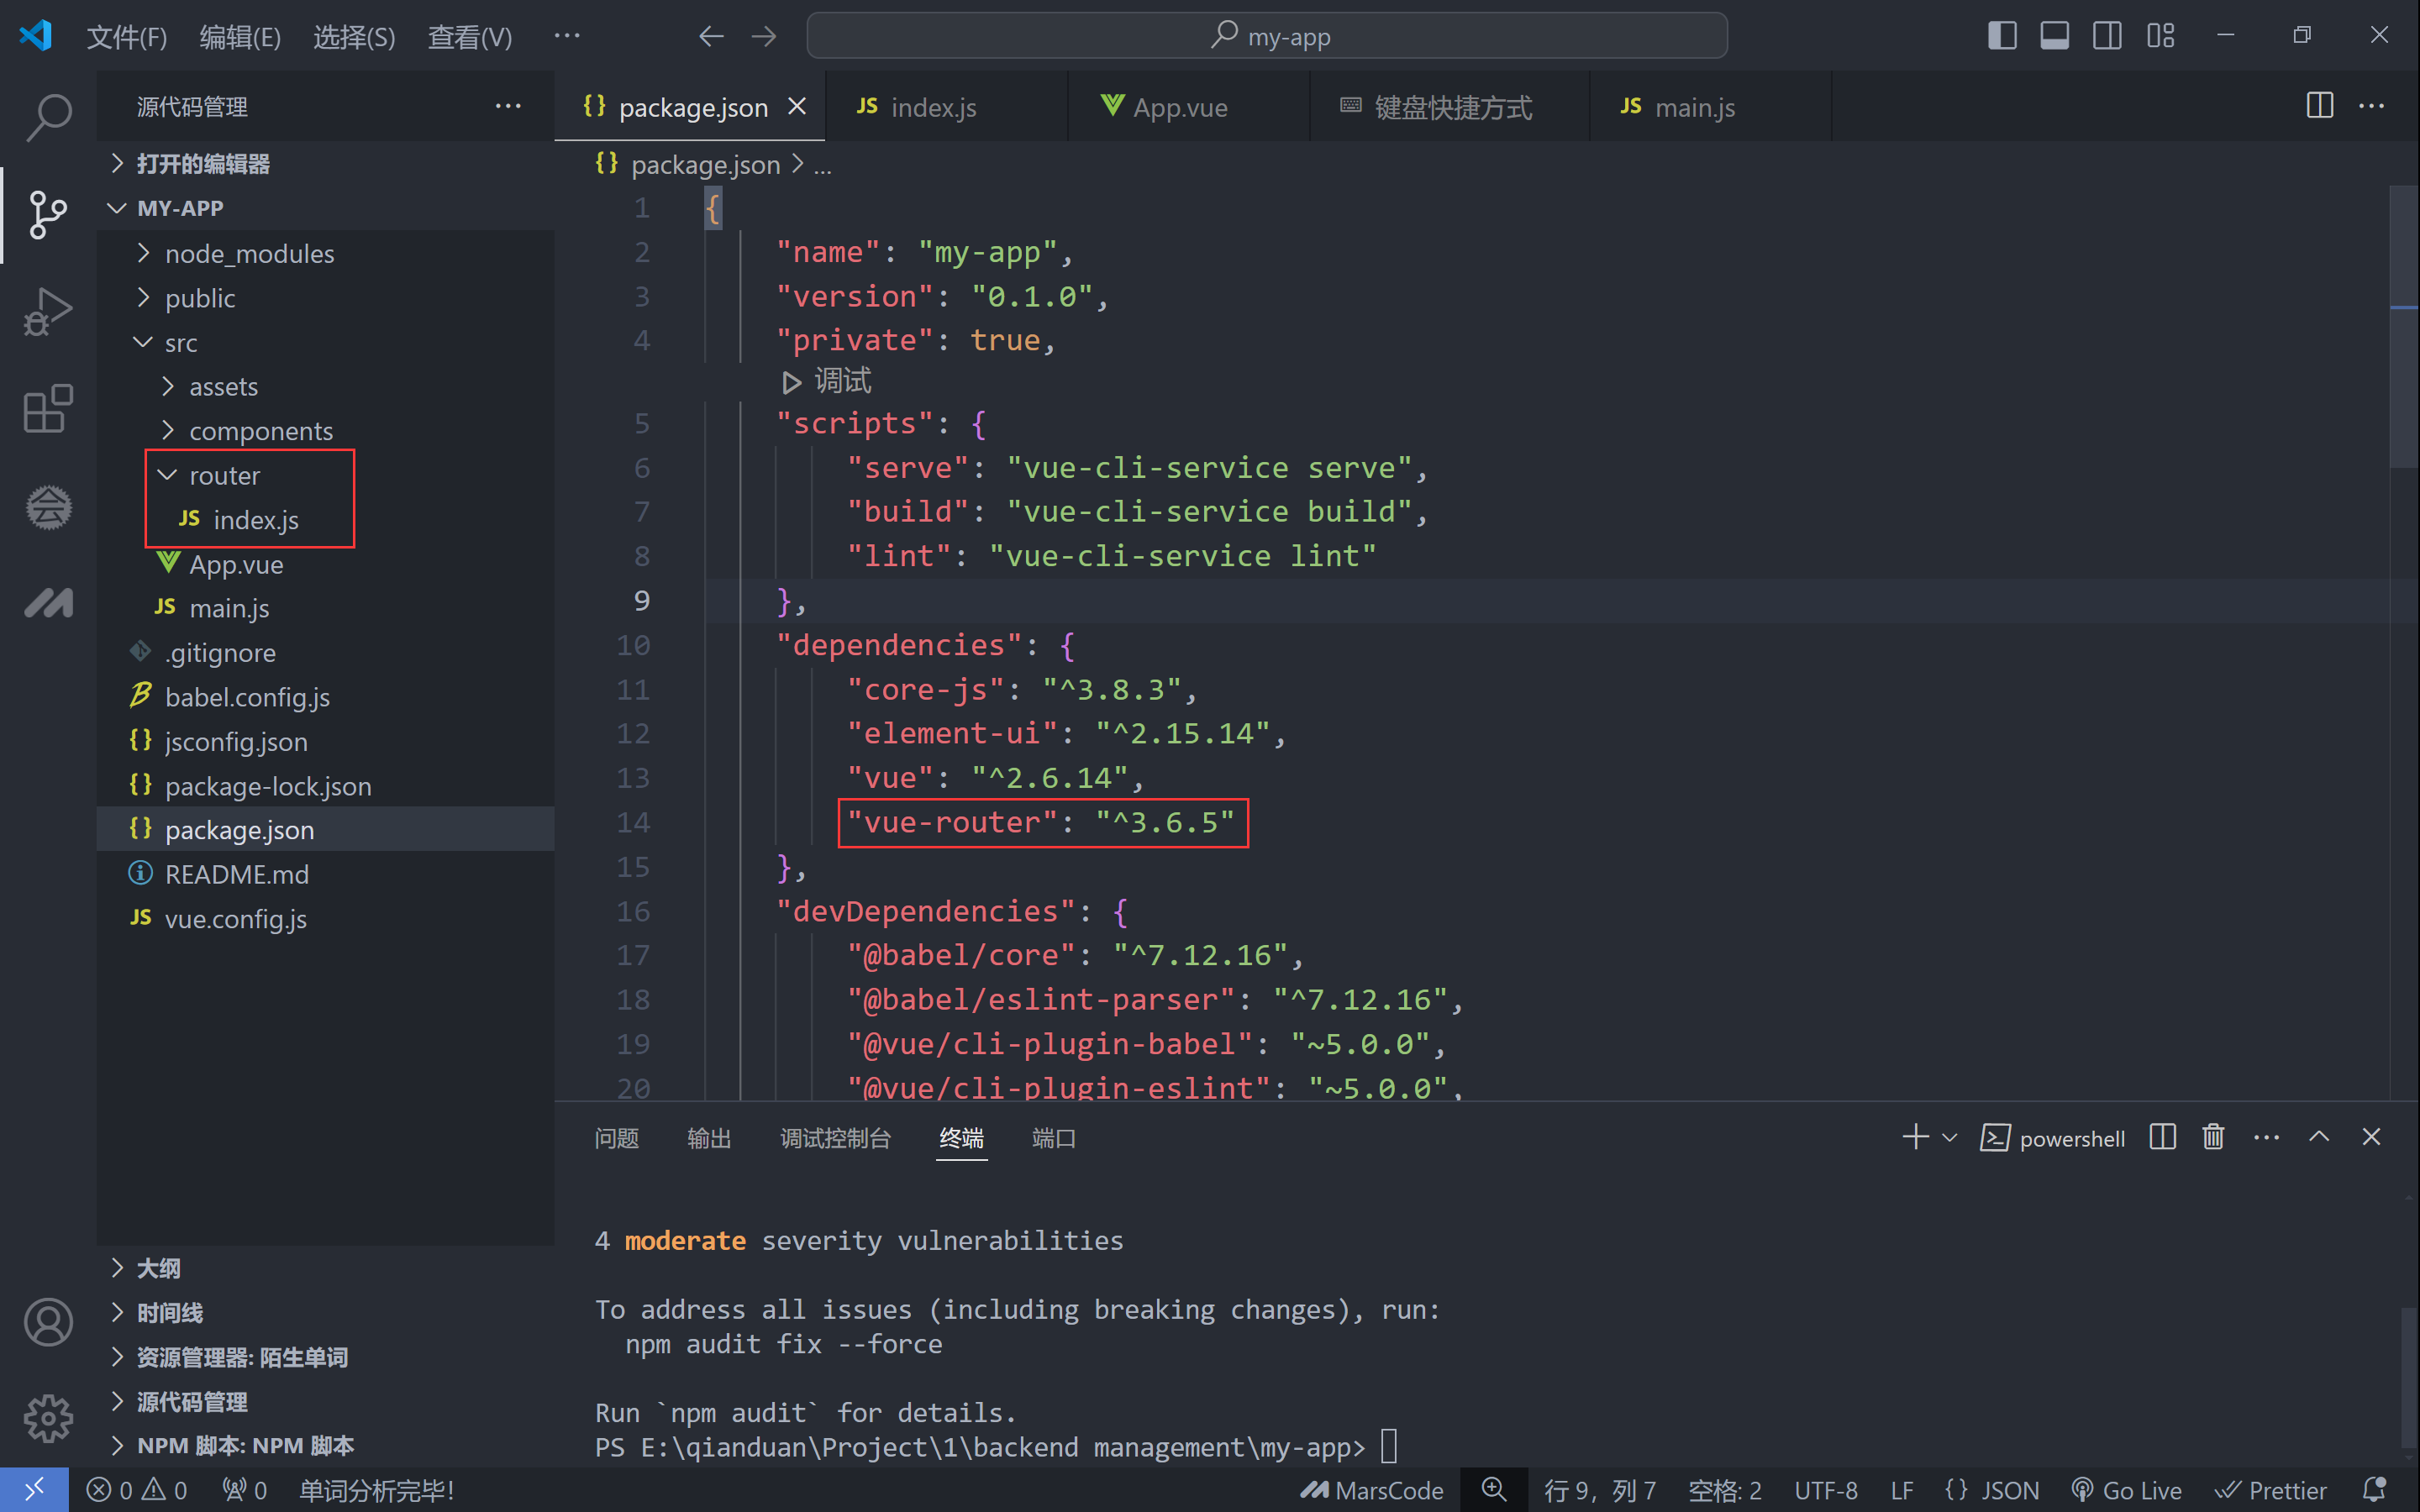 文件(F) 编辑(E) 选择(S) 查看(V) ··· my-app
源代码管理 ···
打开的编辑器
MY-APP
node_modules
public
src
assets
components
router
JS index.js
App.vue
JS main.js
.gitignore
babel.config.js
{} jsconfig.json
{} package-lock.json
{} package.json
README.md
JS vue.config.js
大纲
时间线
资源管理器: 陌生单词
源代码管理
NPM 脚本: NPM 脚本
{} package.json JS index.js App.vue 键盘快捷方式 JS main.js
{} package.json > ...
1 {
2 "name": "my-app",
3 "version": "0.1.0",
4 "private": true,
调试
5 "scripts": {
6 "serve": "vue-cli-service serve",
7 "build": "vue-cli-service build",
8 "lint": "vue-cli-service lint"
9 },
10 "dependencies": {
11 "core-js": "^3.8.3",
12 "element-ui": "^2.15.14",
13 "vue": "^2.6.14",
14 "vue-router": "^3.6.5"
15 },
16 "devDependencies": {
17 "@babel/core": "^7.12.16",
18 "@babel/eslint-parser": "^7.12.16",
19 "@vue/cli-plugin-babel": "~5.0.0",
20 "@vue/cli-plugin-eslint": "~5.0.0",
问题 输出 调试控制台 终端 端口 powershell
4 moderate severity vulnerabilities
To address all issues (including breaking changes), run:
npm audit fix --force
Run `npm audit` for details.
PS E:\qianduan\Project\1\backend management\my-app>
0 0 0 单词分析完毕! MarsCode 行 9，列 7 空格: 2 UTF-8 LF {} JSON Go Live Prettier